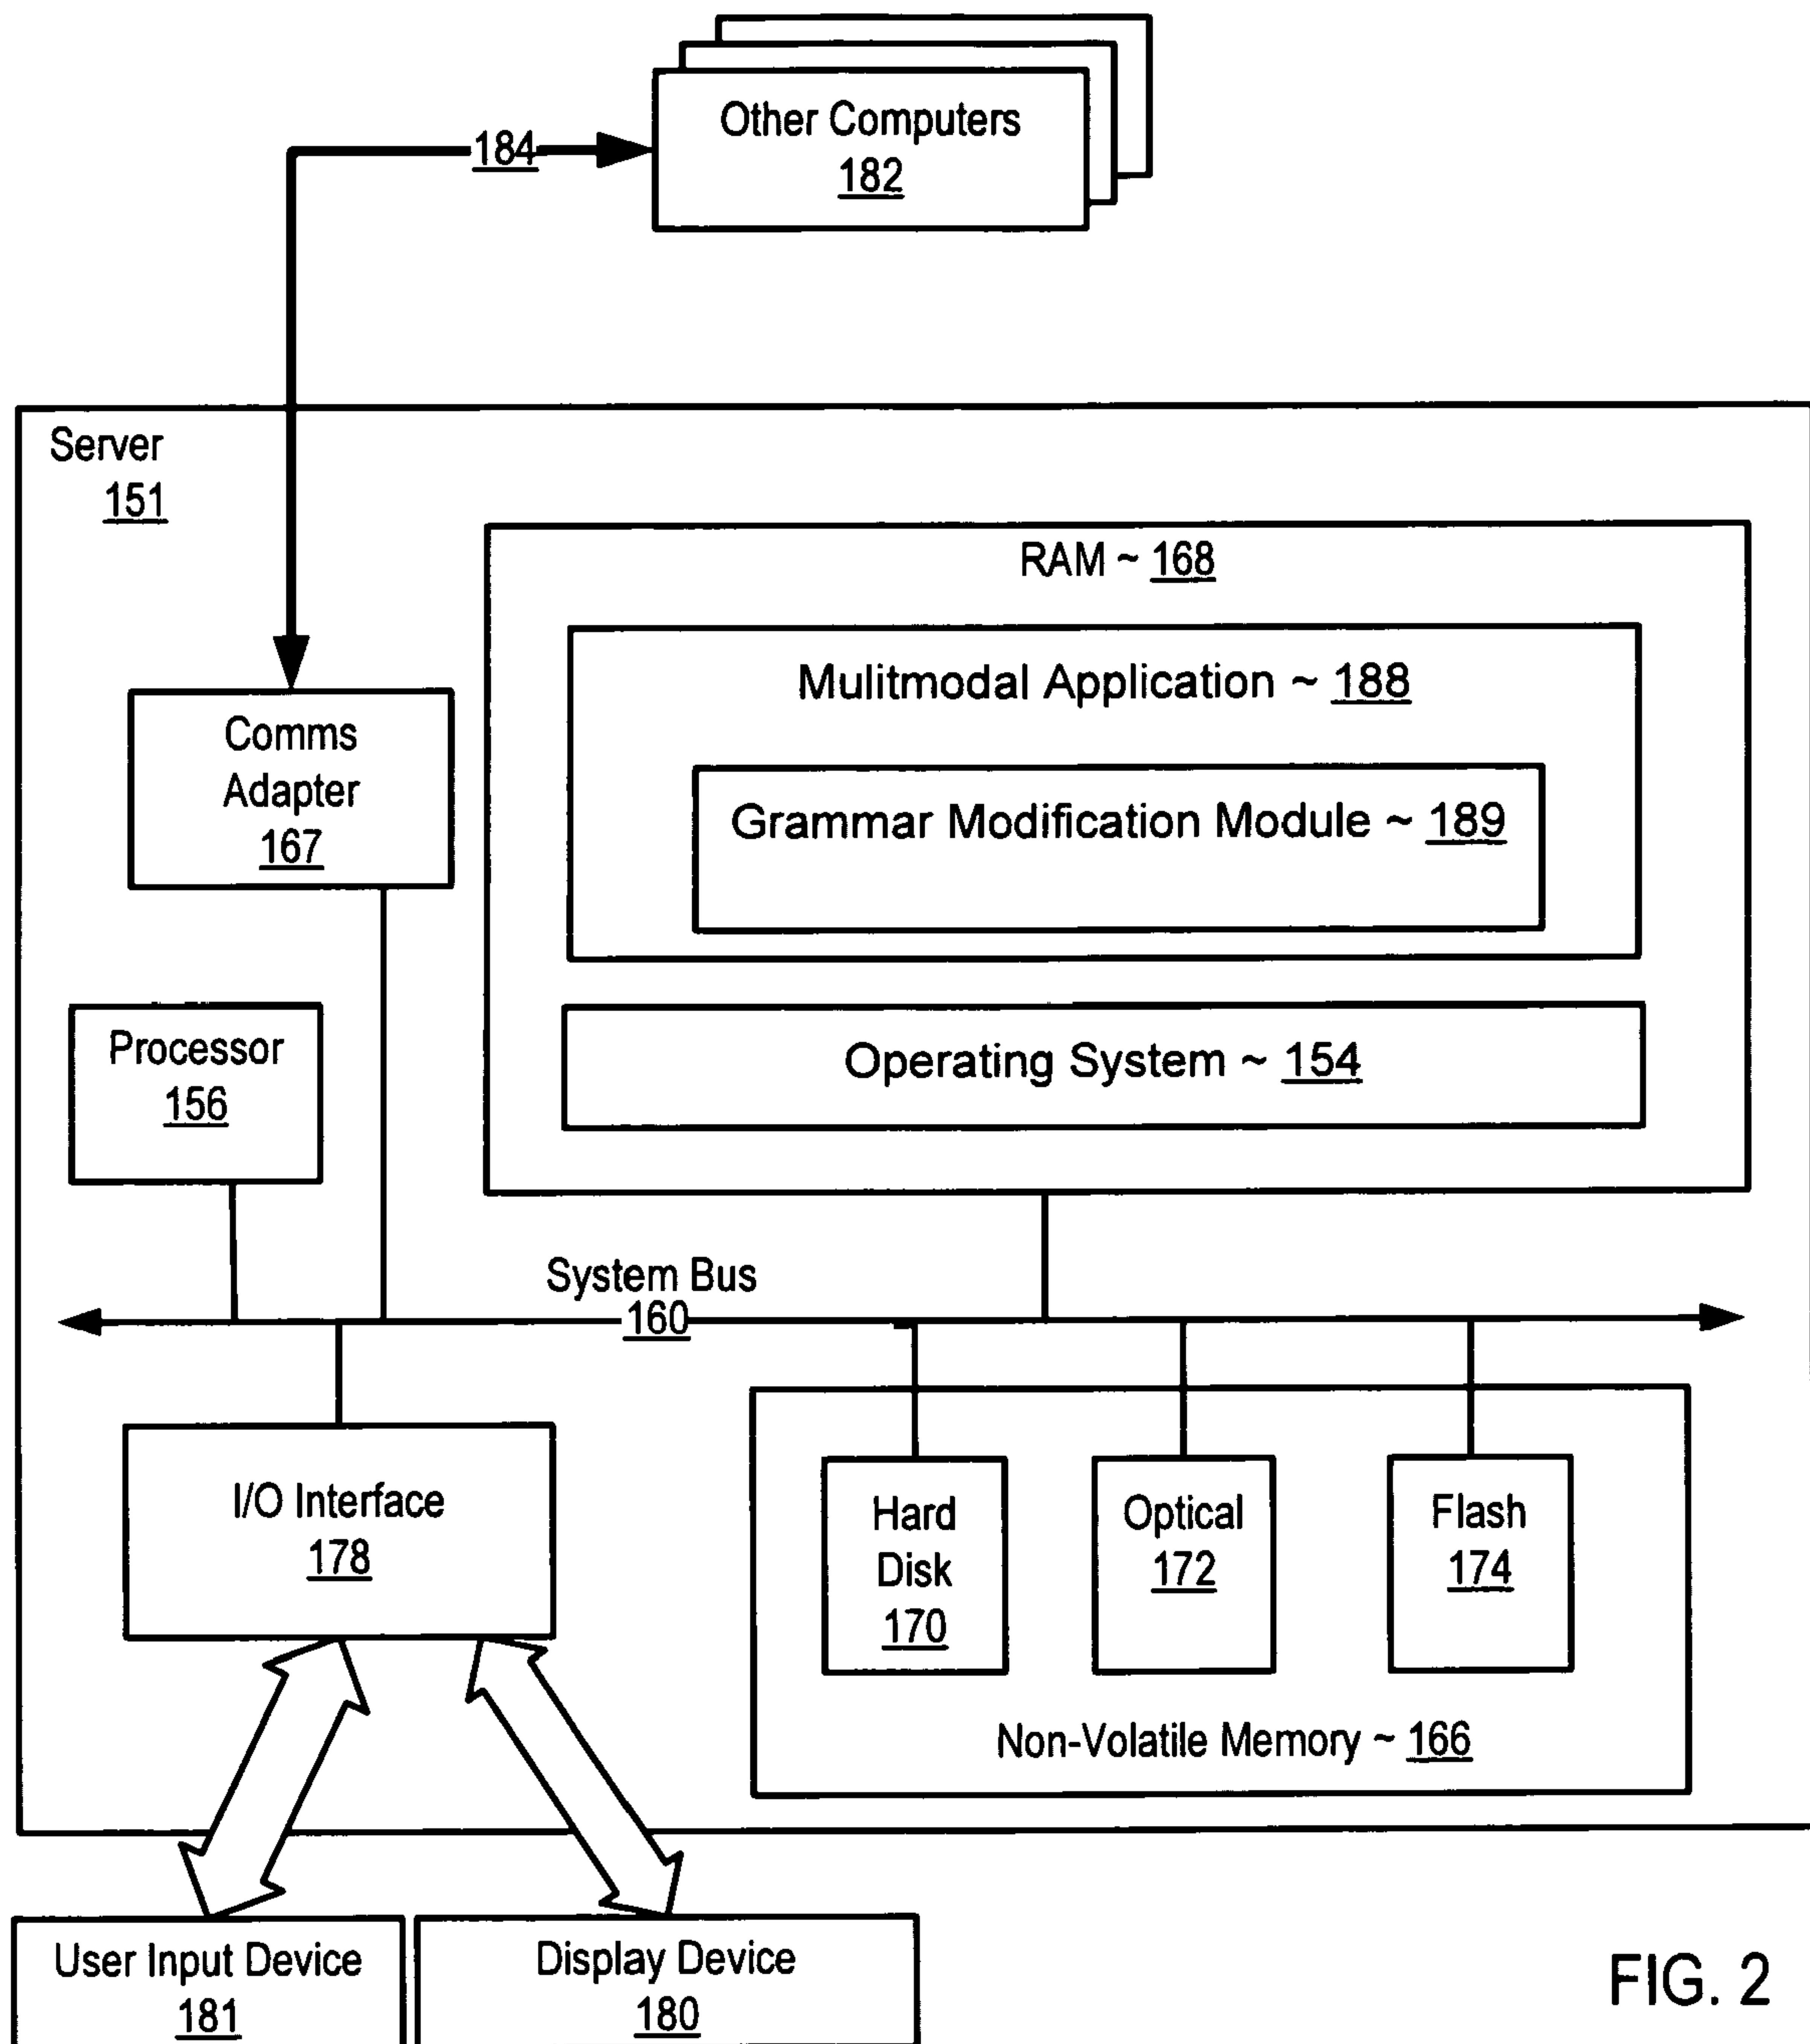 Other Computers
182
184
Server
151
RAM ~ 168
Mulitmodal Application ~ 188
Comms
Adapter
167
Grammar Modification Module ~ 189
Processor
156
Operating System ~ 154
System Bus
160
I/O Interface
178
Hard
Disk
170
Optical
172
Flash
174
Non-Volatile Memory ~ 166
User Input Device
181
Display Device
180
FIG. 2